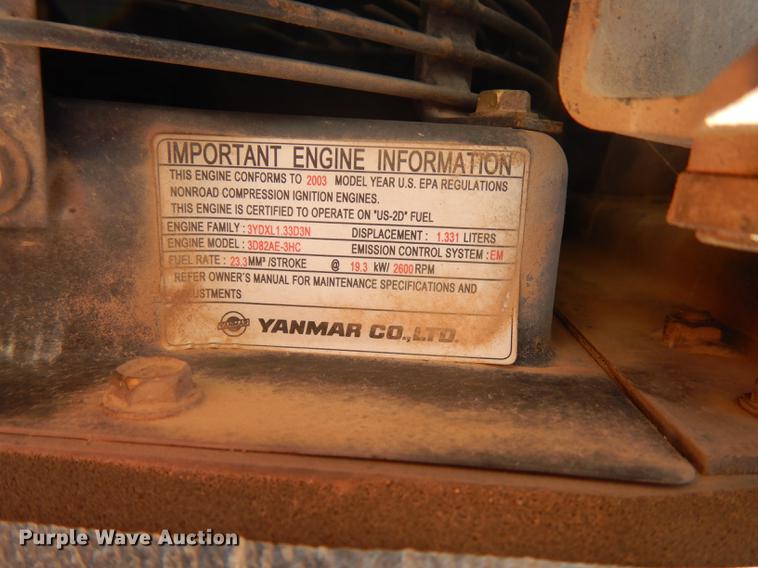 IMPORTANT ENGINE INFORMATION
THIS ENGINE CONFORMS TO 2003 MODEL YEAR U.S. EPA REGULATIONS
NONROAD COMPRESSION IGNITION ENGINES.
THIS ENGINE IS CERTIFIED TO OPERATE ON "US-2D" FUEL
ENGINE FAMILY : 3YDXL1.33D3N DISPLACEMENT : 1.331 LITERS
ENGINE MODEL : 3D82AE-3HC EMISSION CONTROL SYSTEM : EM
FUEL RATE : 23.3 MM³ /STROKE @ 19.3 kW/ 2600 RPM
REFER OWNER'S MANUAL FOR MAINTENANCE SPECIFICATIONS AND
ADJUSTMENTS
YANMAR CO.,LTD.
Purple Wave Auction